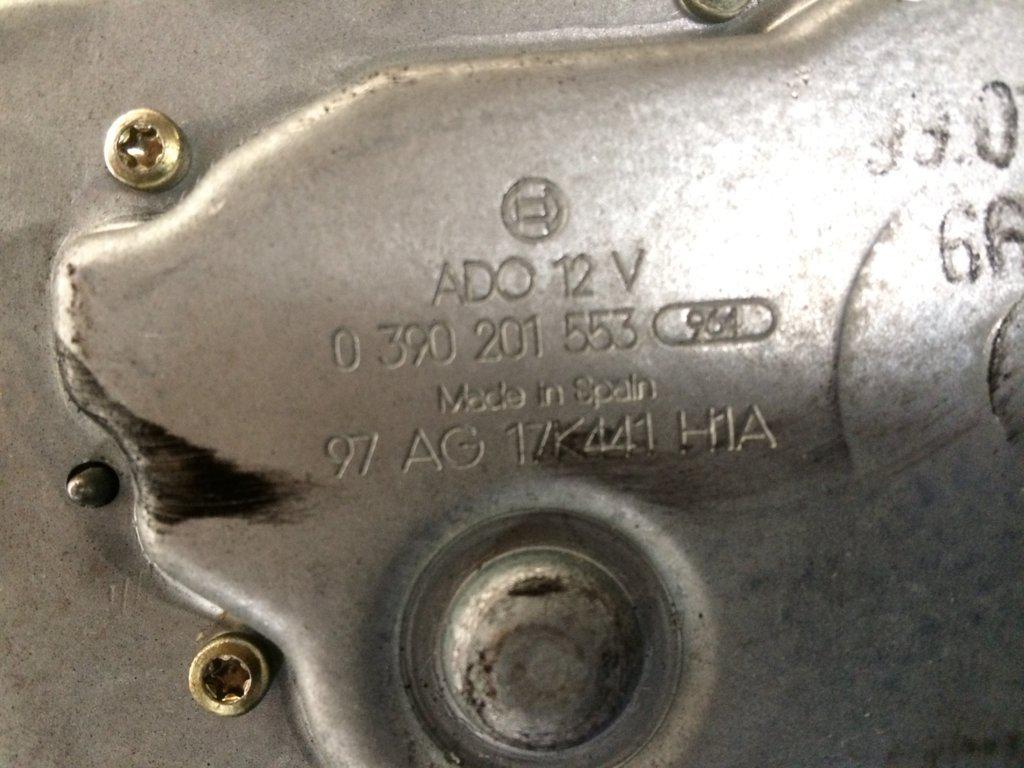 ADO 12 V
0 390 201 553 961
Made in Spain
97 AG 17K441 H1A